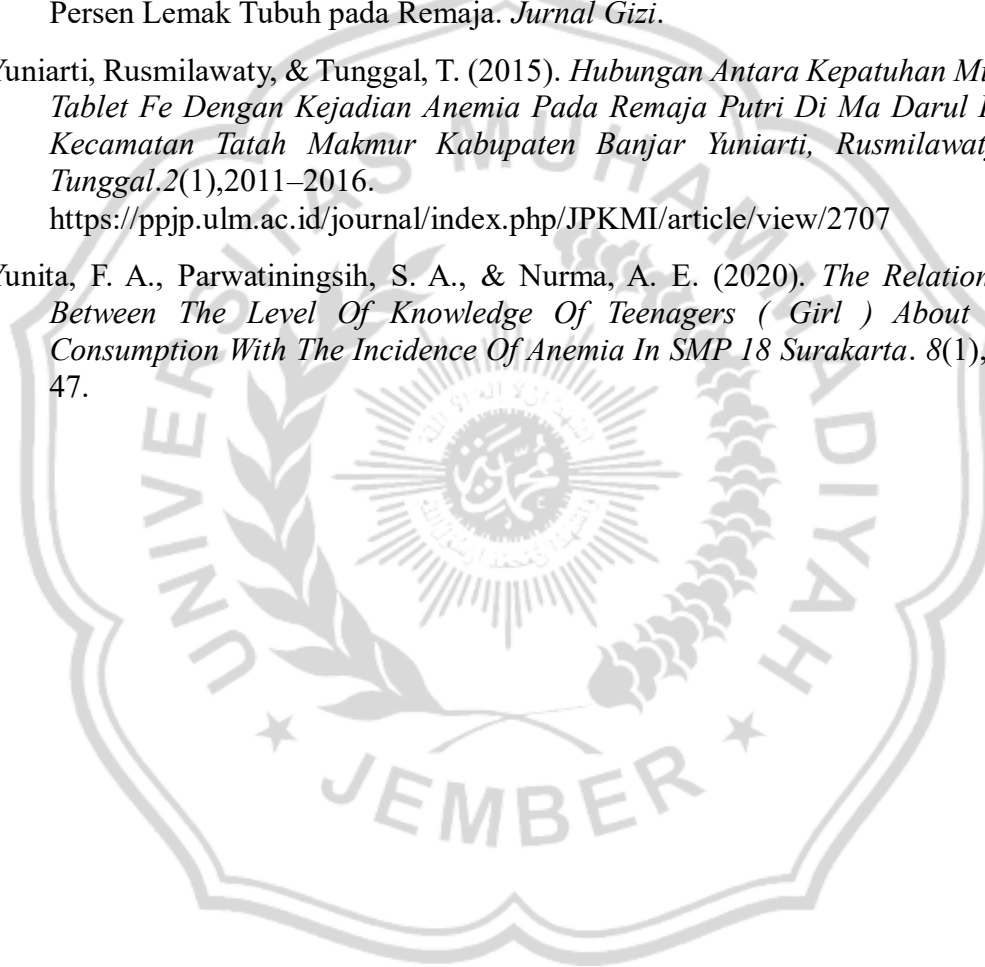 Persen Lemak Tubuh pada Remaja. Jurnal Gizi.
Yuniarti, Rusmilawaty, & Tunggal, T. (2015). Hubungan Antara Kepatuhan
Tablet Fe Dengan Kejadian Anemia Pada Remaja Putri Di Ma Darul
Kecamatan Tatah Makmur Kabupaten Banjar Yuniarti, Rusmilawaty
Tunggal.2(1),2011–2016.
https://ppjp.ulm.ac.id/journal/index.php/JPKMI/article/view/2707
Yunita, F. A., Parwatiningsih, S. A., & Nurma, A. E. (2020). The Relation
Between The Level Of Knowledge Of Teenagers ( Girl ) About
Consumption With The Incidence Of Anemia In SMP 18 Surakarta. 8(1),
47.
UNIVERSITAS MUHAMMADIYAH
JEMBER